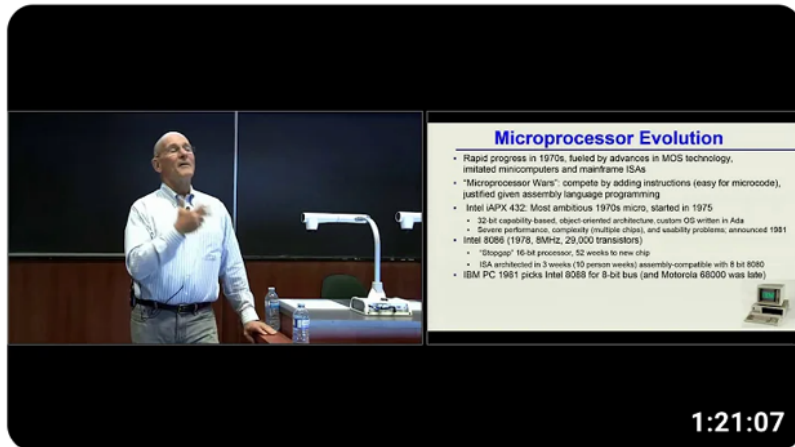 Microprocessor Evolution
• Rapid progress in 1970s, fueled by advances in MOS technology,
imitated minicomputers and mainframe ISAs
• "Microprocessor Wars": compete by adding instructions (easy for microcode),
justified given assembly language programming
• Intel iAPX 432: Most ambitious 1970s micro, started in 1975
• 32-bit capability-based, object-oriented architecture, custom OS written in Ada
• Severe performance, complexity (multiple chips), and usability problems; announced 1981
• Intel 8086 (1978, 8MHz, 29,000 transistors)
• "Stopgap" 16-bit processor, 52 weeks to new chip
• ISA architected in 3 weeks (10 person weeks) assembly-compatible with 8 bit 8080
• IBM PC 1981 picks Intel 8088 for 8-bit bus (and Motorola 68000 was late)
1:21:07